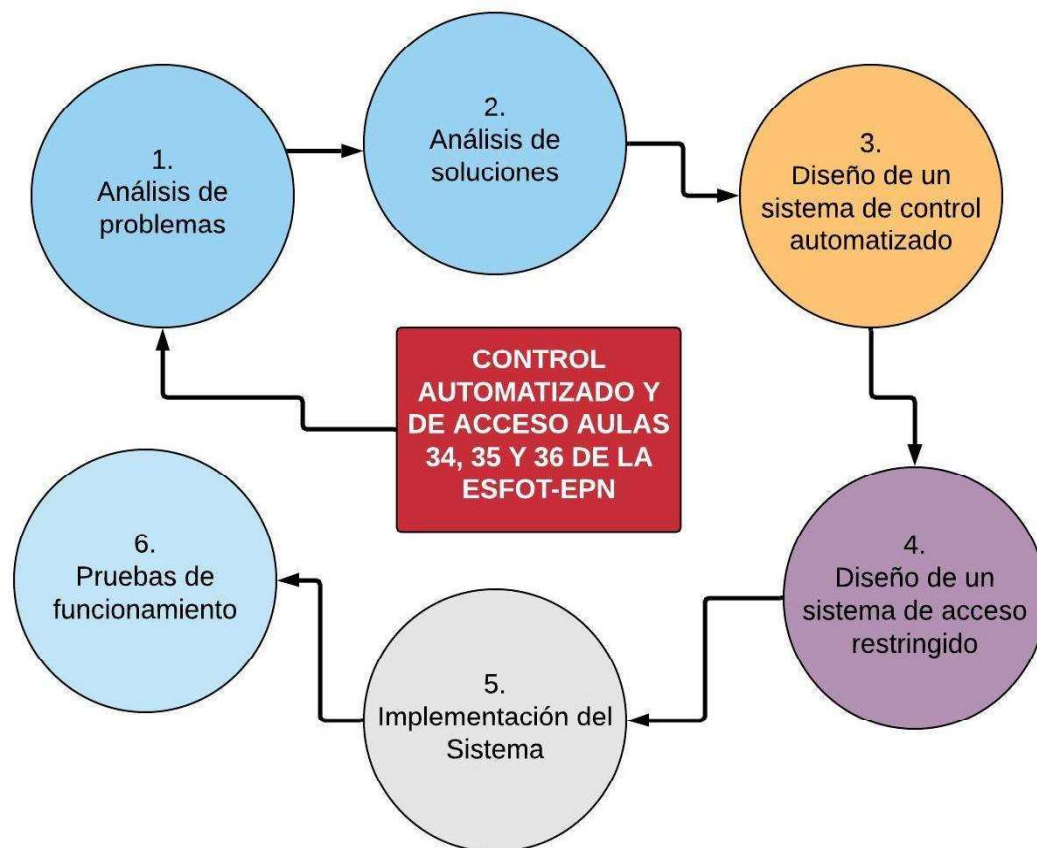 1.
Análisis de
problemas
2.
Análisis de
soluciones
3.
Diseño de un
sistema de control
automatizado
CONTROL
AUTOMATIZADO Y
DE ACCESO AULAS
34, 35 Y 36 DE LA
ESFOT-EPN
4.
Diseño de un
sistema de acceso
restringido
5.
Implementación del
Sistema
6.
Pruebas de
funcionamiento